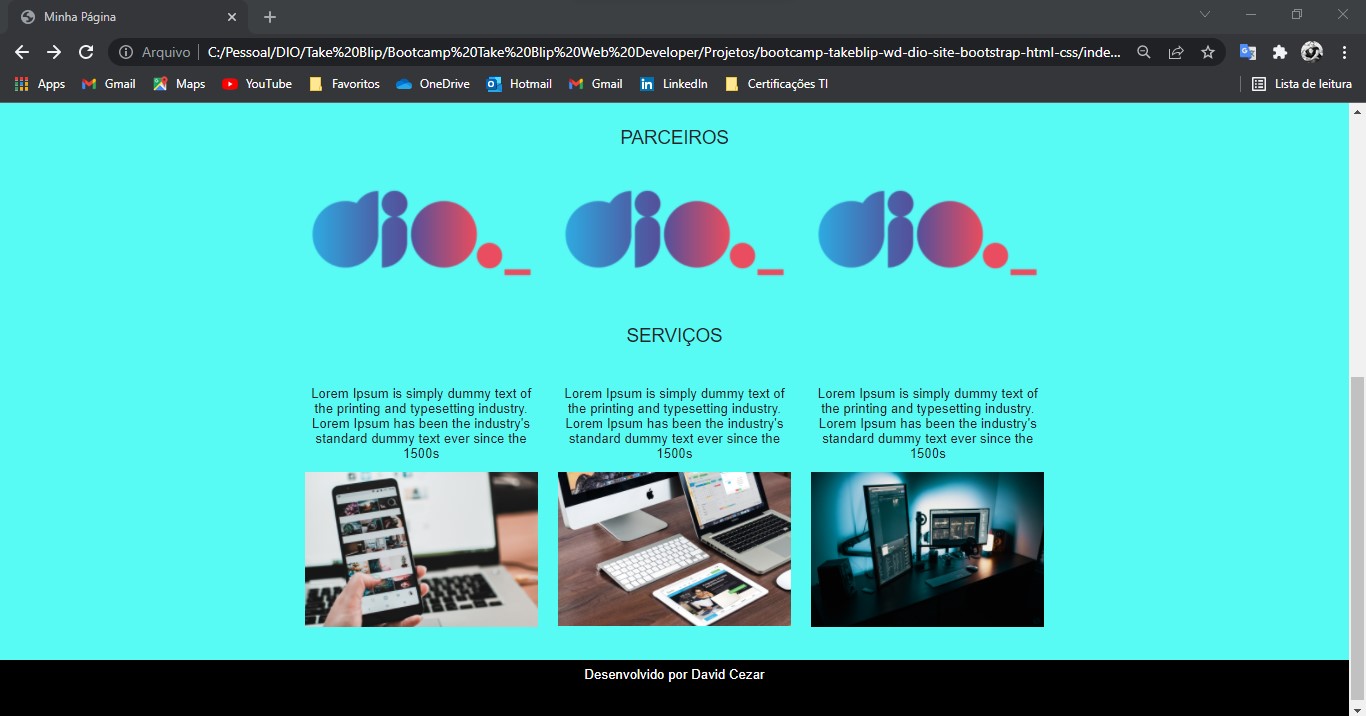 Minha Página
Arquivo
C:/Pessoal/DIO/Take%20Blip/Bootcamp%20Take%20Blip%20Web%20Developer/Projetos/bootcamp-takeblip-wd-dio-site-bootstrap-html-css/inde...
Apps Gmail Maps YouTube Favoritos OneDrive Hotmail Gmail LinkedIn Certificações TI Lista de leitura
PARCEIROS
dio._ dio._ dio._
SERVIÇOS
Lorem Ipsum is simply dummy text of
the printing and typesetting industry.
Lorem Ipsum has been the industry's
standard dummy text ever since the
1500s
Lorem Ipsum is simply dummy text of
the printing and typesetting industry.
Lorem Ipsum has been the industry's
standard dummy text ever since the
1500s
Lorem Ipsum is simply dummy text of
the printing and typesetting industry.
Lorem Ipsum has been the industry's
standard dummy text ever since the
1500s
Desenvolvido por David Cezar